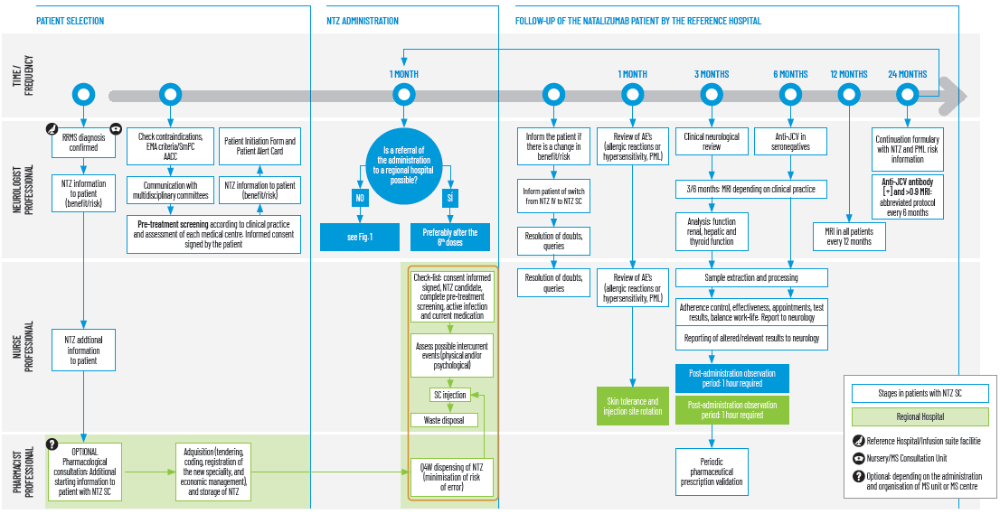 PATIENT SELECTION
NTZ ADMINISTRATION
FOLLOW-UP OF THE NATALIZUMAB PATIENT BY THE REFERENCE HOSPITAL
TIME/
FREQUENCY
1 MONTH
1 MONTH
3 MONTHS
6 MONTHS
12 MONTHS
24 MONTHS
NEUROLOGIST
PROFESSIONAL
RRMS diagnosis
confirmed
NTZ information
to patient
(benefit/risk)
Check contraindications,
EMA criteria/SmPC
AACC
Communication with
multidisciplinary committees
Patient Initiation Form and
Patient Alert Card
NTZ information to patient
(benefit/risk)
Pre-treatment screening according to clinical practice
and assessment of each medical centre. Informed consent
signed by the patient
Is a referral of
the administration
to a regional hospital
possible?
NO
SÍ
see Fig. 1
Preferably after the
6th doses
Inform the patient if
there is a change in
benefit/risk
Inform patient of switch
from NTZ IV to NTZ SC
Resolution of doubts,
queries
Review of AE's
(allergic reactions or
hypersensitivity, PML)
Clinical neurological
review
Anti-JCV in
seronegatives
3/6 months: MRI depending on clinical practice
Analysis: function
renal, hepatic and
thyroid function
MRI in all patients
every 12 months
Continuation formulary
with NTZ and PML risk
information
Anti-JCV antibody
[+] and >0.9 MRI:
abbreviated protocol
every 6 months
NURSE
PROFESSIONAL
NTZ addtional
information
to patient
Check-list: consent informed
signed, NTZ candidate,
complete pre-treatment
screening, active infection
and current medication
Assess possible intercurrent
events (physical and/or
psychological)
SC injection
Waste disposal
Resolution of doubts,
queries
Review of AE's
(allergic reactions or
hypersensitivity, PML)
Skin tolerance and
injection site rotation
Sample extraction and processing
Adherence control, effectiveness, appointments, test
results, balance work-life. Report to neurology
Reporting of altered/relevant results to neurology
Post-administration observation
period: 1 hour required
Post-administration observation
period: 1 hour required
PHARMACIST
PROFESSIONAL
?
OPTIONAL
Pharmacological
consultation: Additional
starting information to
patient with NTZ SC
Adquisition (tendering,
coding, registration of
the new speciality, and
economic management),
and storage of NTZ
Q4W dispensing of NTZ
(minimisation of risk
of error)
Periodic
pharmaceutical
prescription validation
Stages in patients with NTZ SC
Regional Hospital
Reference Hospital/Infusion suite facilitie
Nursery/MS Consultation Unit
? Optional: depending on the administration
and organisation of MS unit or MS centre